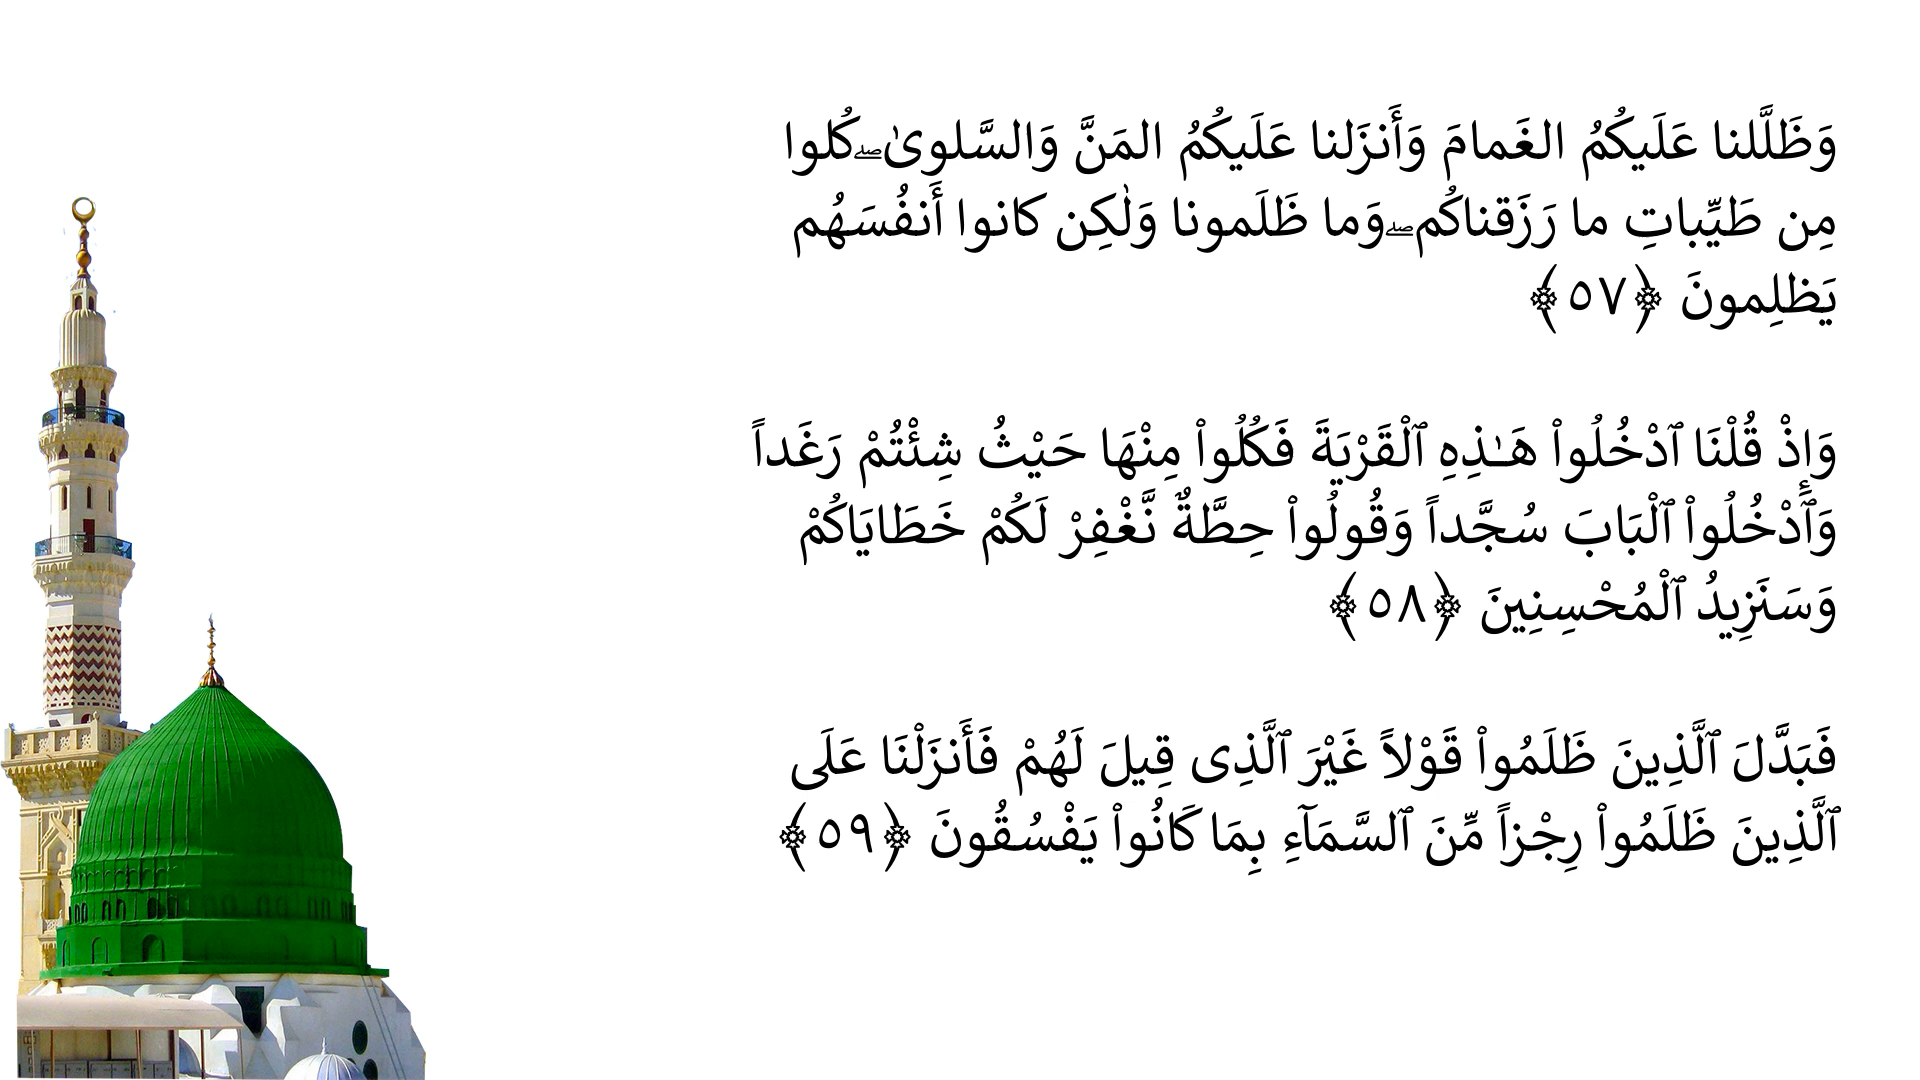 وَظَلَّلنا عَلَيكُمُ الغَمامَ وَأَنزَلنا عَلَيكُمُ المَنَّ وَالسَّلوىٰ ۖ كُلوا
مِن طَيِّباتِ ما رَزَقناكُم ۖ وَما ظَلَمونا وَلٰكِن كانوا أَنفُسَهُم
يَظلِمونَ ﴿٥٧﴾
وَإِذْ قُلْنَا ٱدْخُلُواْ هَـٰذِهِ ٱلْقَرْيَةَ فَكُلُواْ مِنْهَا حَيْثُ شِئْتُمْ رَغَداً
وَٱدْخُلُواْ ٱلْبَابَ سُجَّداً وَقُولُواْ حِطَّةٌ نَّغْفِرْ لَكُمْ خَطَايَاكُمْ
وَسَنَزِيدُ ٱلْمُحْسِنِينَ ﴿٥٨﴾
فَبَدَّلَ ٱلَّذِينَ ظَلَمُواْ قَوْلاً غَيْرَ ٱلَّذِى قِيلَ لَهُمْ فَأَنزَلْنَا عَلَى
ٱلَّذِينَ ظَلَمُواْ رِجْزاً مِّنَ ٱلسَّمَآءِ بِمَا كَانُواْ يَفْسُقُونَ ﴿٥٩﴾